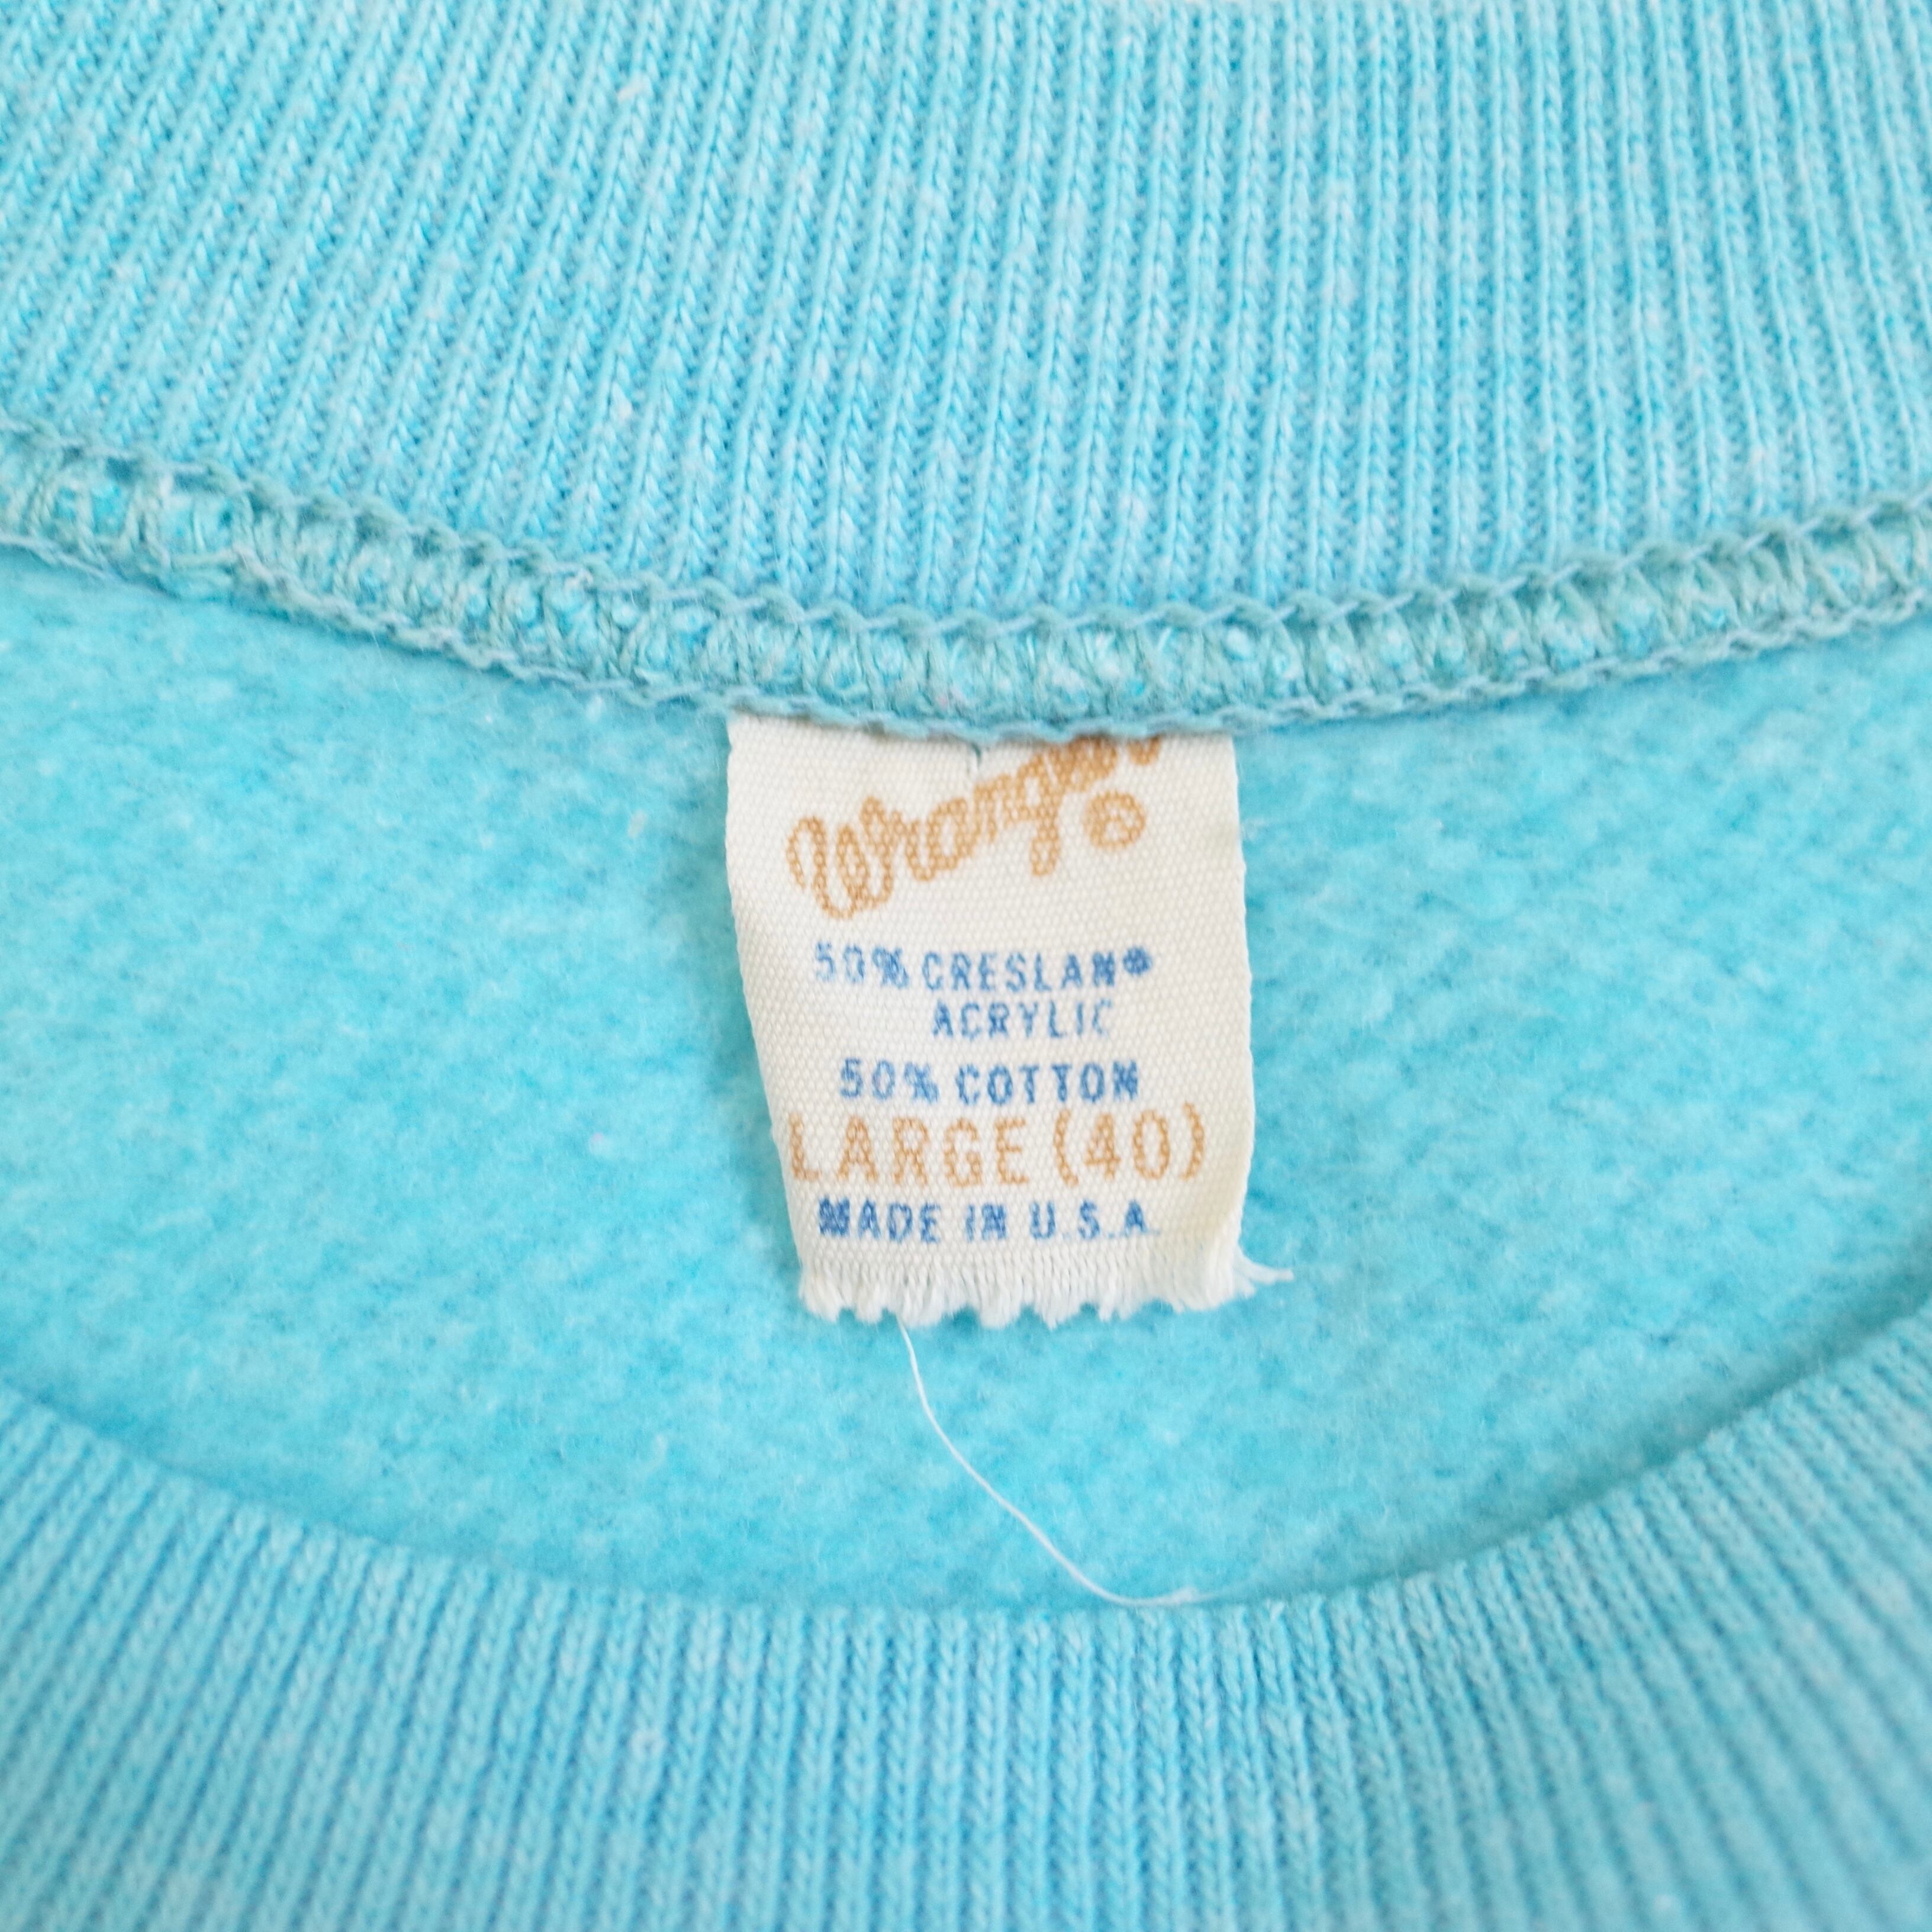 Wrangler®
50% CRESLAN®
ACRYLIC
50% COTTON
LARGE (40)
MADE IN U.S.A.